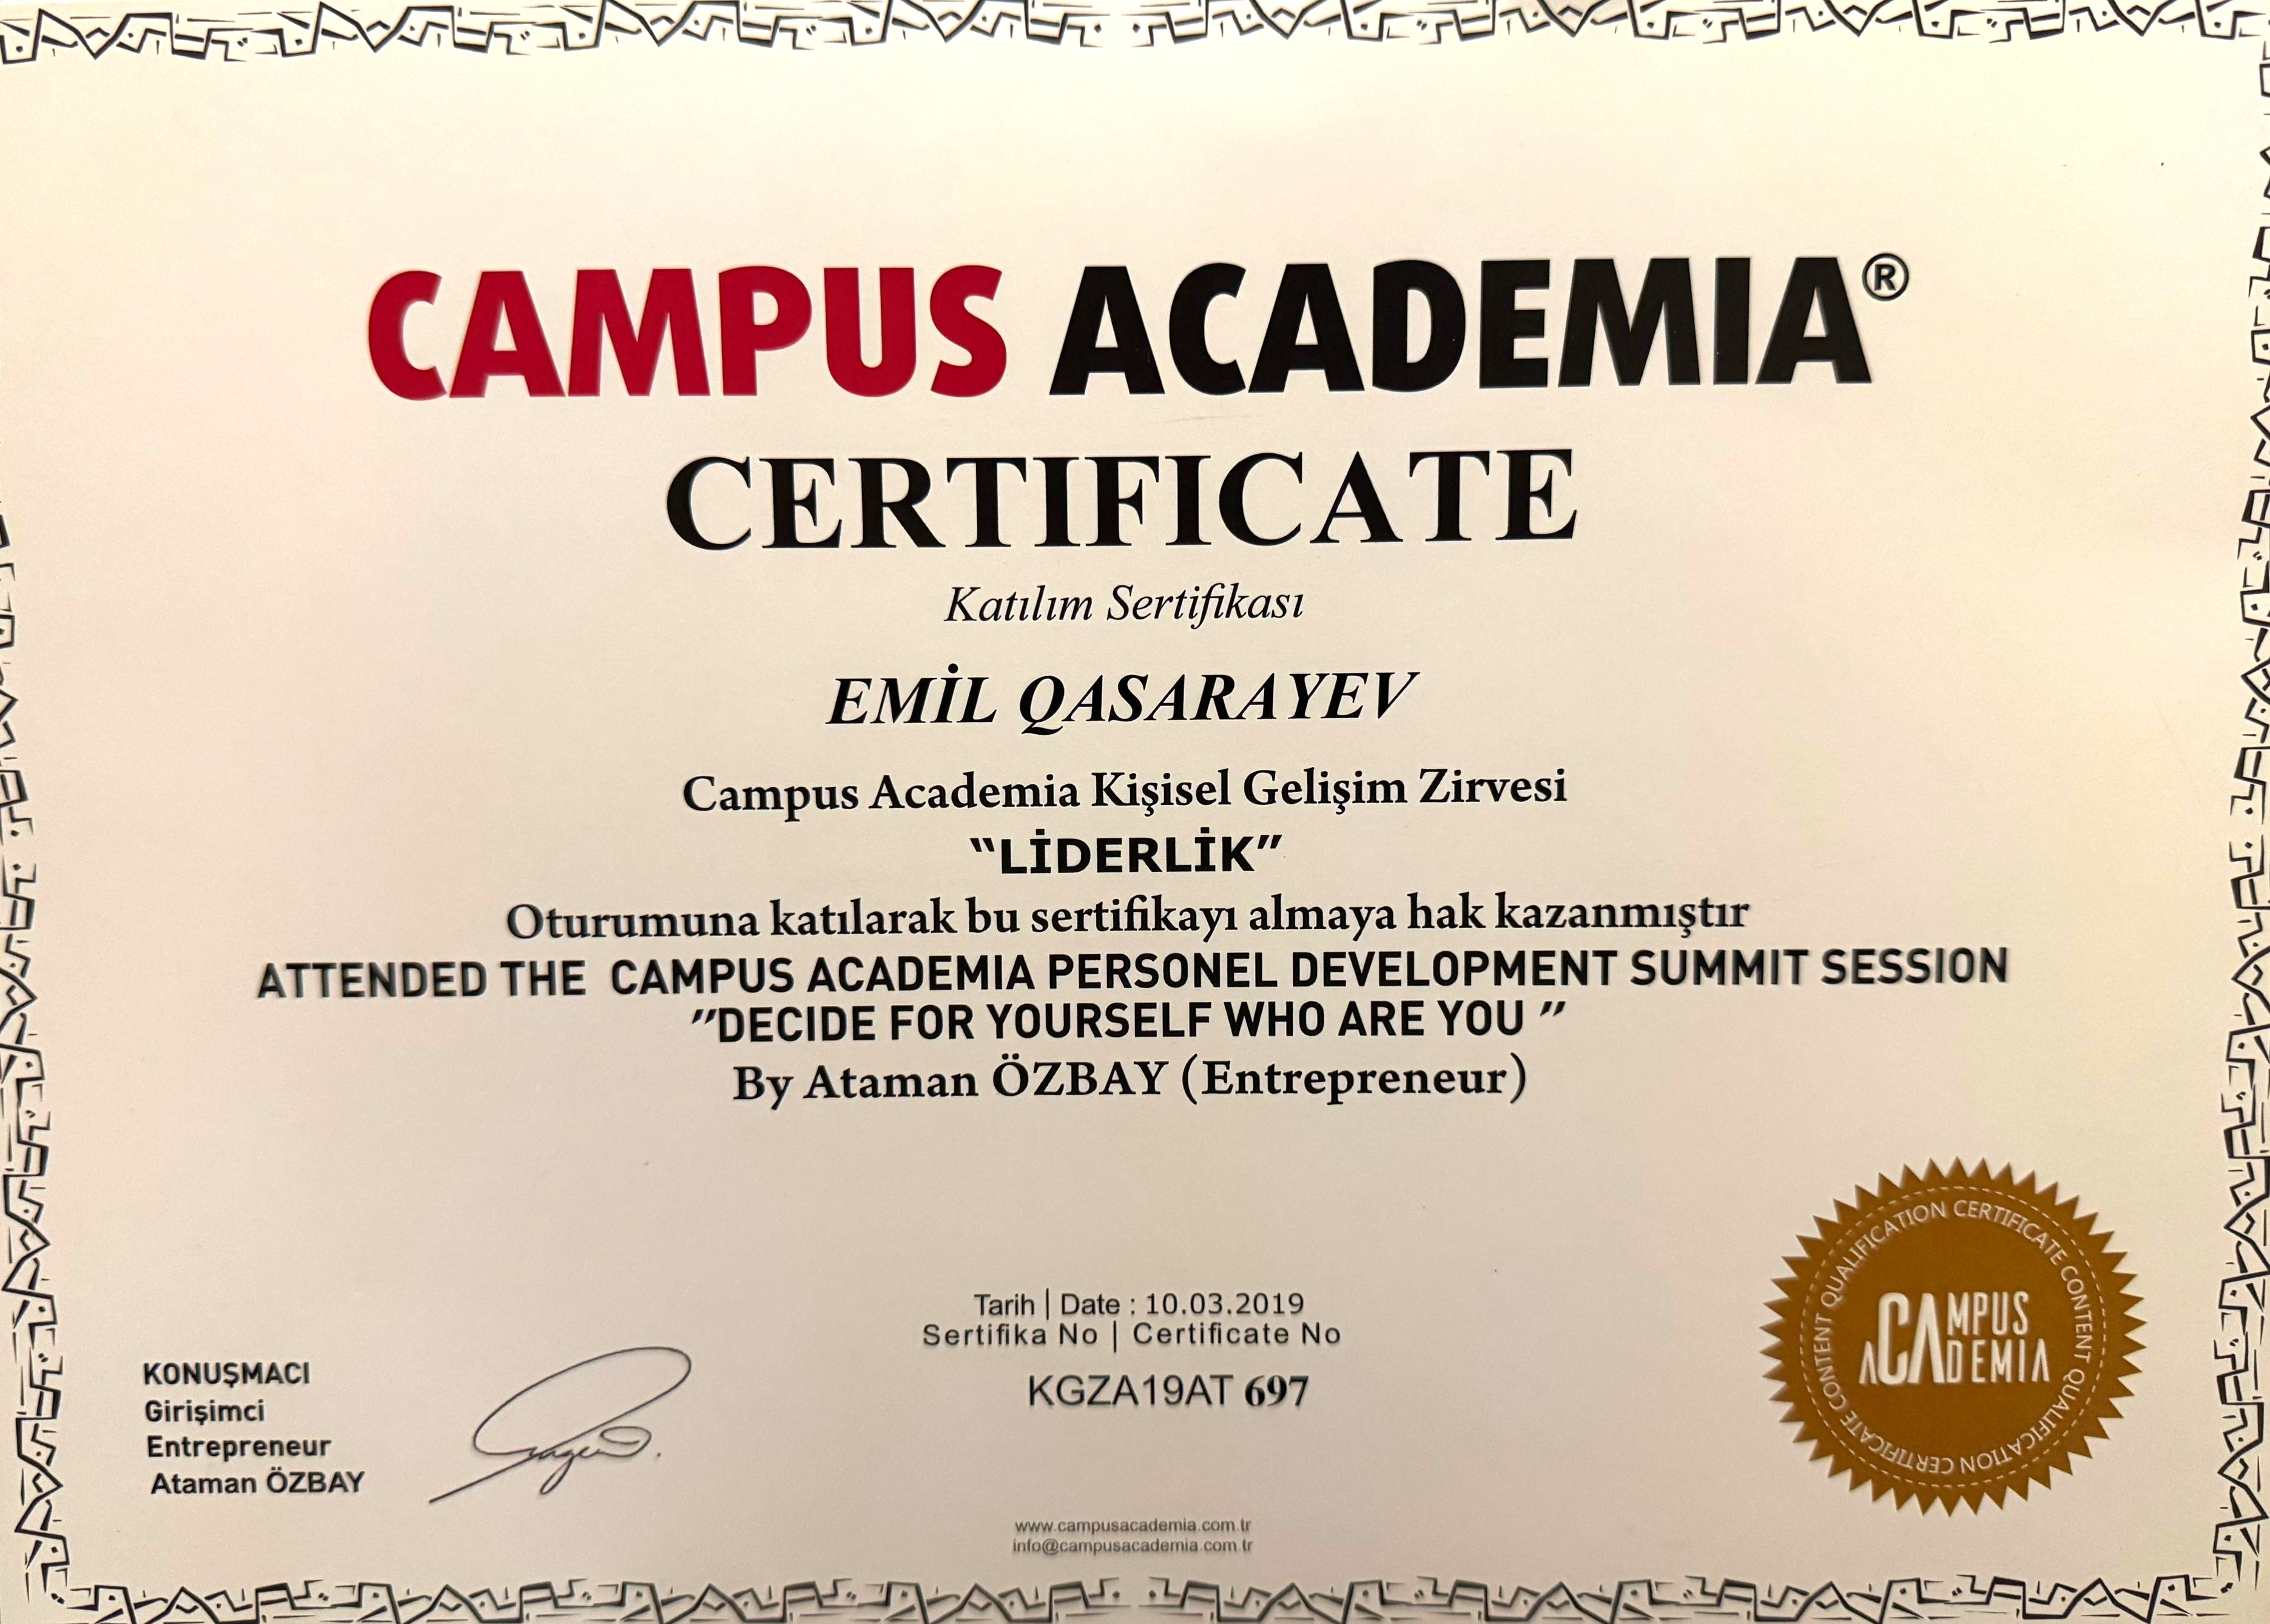 CAMPUS ACADEMIA®
CERTIFICATE
Katılım Sertifikası
EMİL QASARAYEV
Campus Academia Kişisel Gelişim Zirvesi
“LİDERLİK”
Oturumuna katılarak bu sertifikayı almaya hak kazanmıştır
ATTENDED THE CAMPUS ACADEMIA PERSONEL DEVELOPMENT SUMMIT SESSION
"DECIDE FOR YOURSELF WHO ARE YOU "
By Ataman ÖZBAY (Entrepreneur)
Tarih | Date : 10.03.2019
Sertifika No | Certificate No
KGZA19AT 697
KONUŞMACI
Girişimci
Entrepreneur
Ataman ÖZBAY
QUALIFICATION CERTIFICATE CONTENT QUALIFICATION CERTIFICATE CONTENT
CAMPUS
ACADEMIA
www.campusacademia.com.tr
info@campusacademia.com.tr